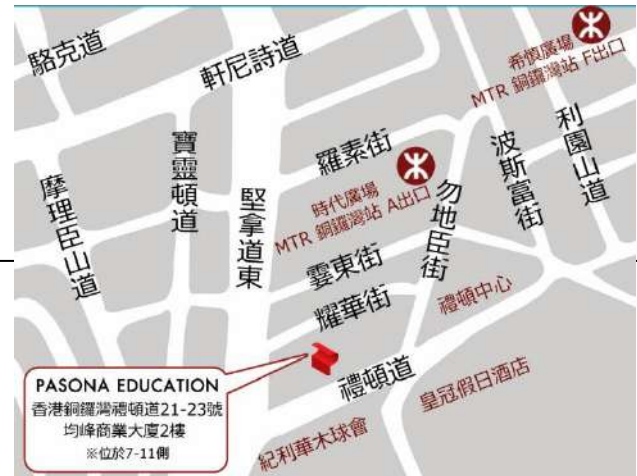 駱克道
軒尼詩道
希慎廣場
MTR 銅鑼灣站 F出口
利園山道
波斯富街
羅素街
時代廣場
MTR 銅鑼灣站 A出口
勿地臣街
寶靈頓道
堅拿道東
摩理臣山道
霎東街
耀華街
禮頓中心
禮頓道
皇冠假日酒店
紀利華木球會
PASONA EDUCATION
香港銅鑼灣禮頓道21-23號
均峰商業大廈2樓
※位於7-11側